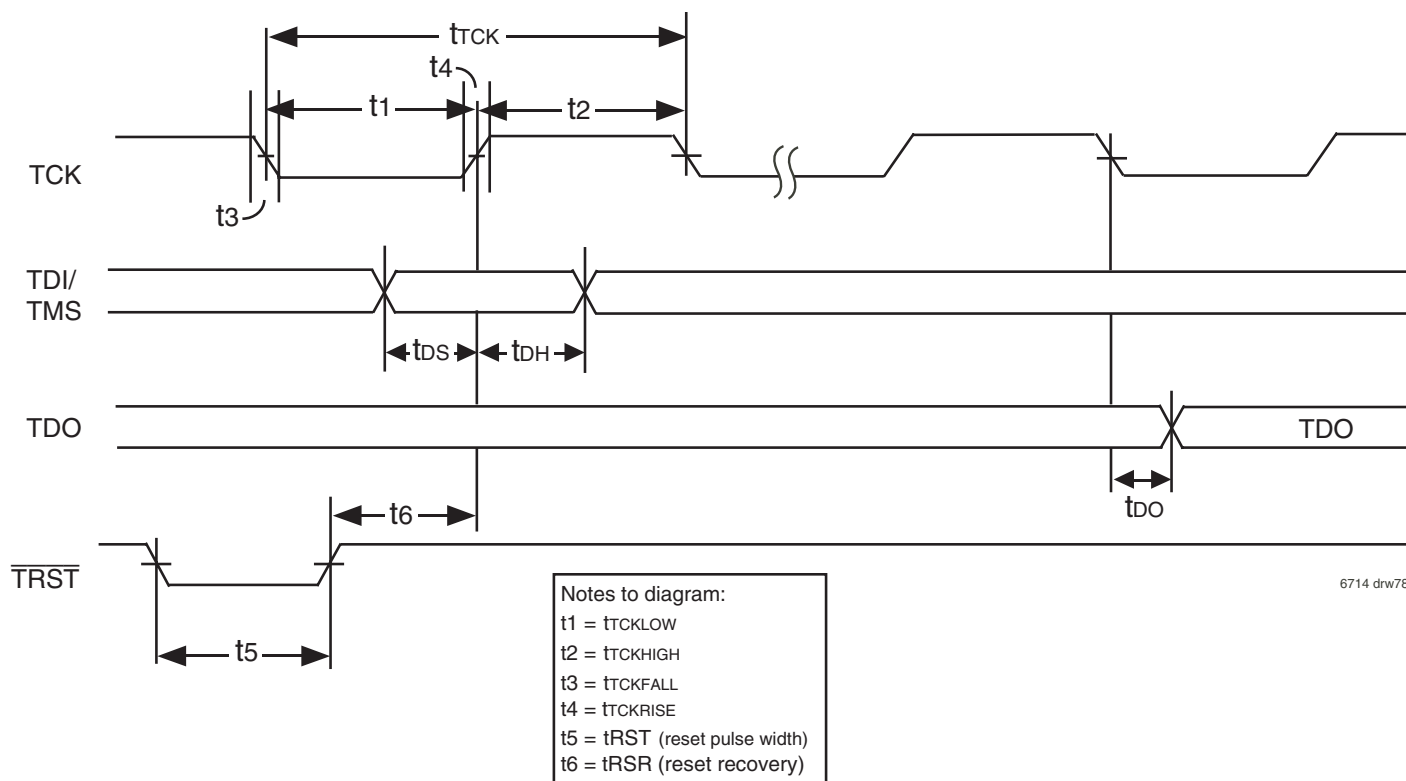 tTCK
t4
t1
t2
TCK
t3
TDI/
TMS
tDS
tDH
TDO
TDO
tDO
t6
TRST
6714 drw78
t5
Notes to diagram:
t1 = tTCKLOW
t2 = tTCKHIGH
t3 = tTCKFALL
t4 = tTCKRISE
t5 = tRST (reset pulse width)
t6 = tRSR (reset recovery)